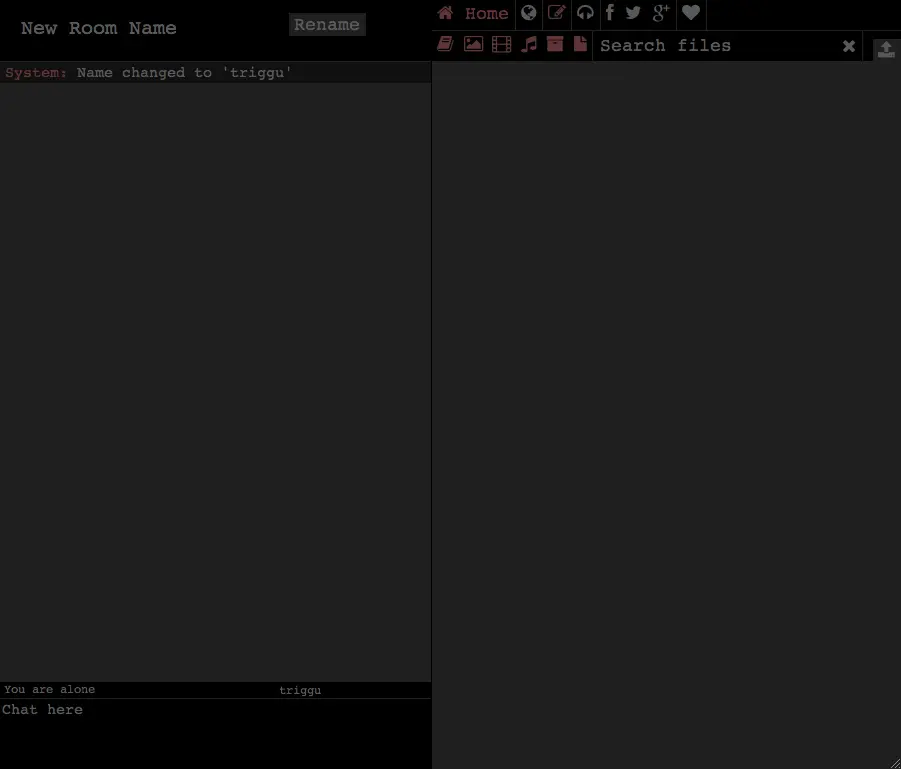 New Room Name
Rename
Home
Search files
System: Name changed to 'triggu'
You are alone
triggu
Chat here